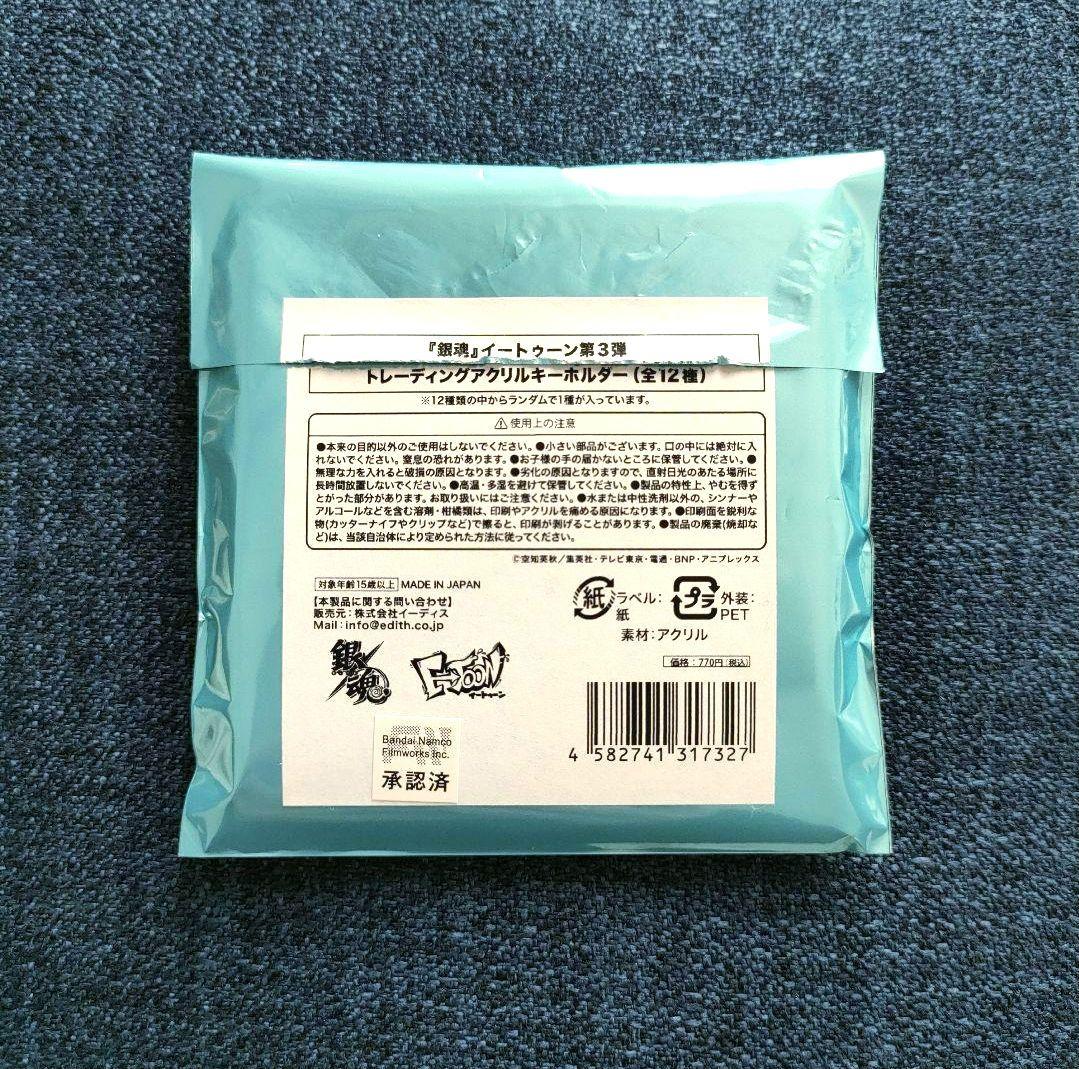 『銀魂』イートゥーン第3弾
トレーディングアクリルキーホルダー(全12種)
※12種類の中からランダムで1種が入っています。
⚠使用上の注意
●本来の目的以外のご使用はしないでください。●小さい部品がございます。口の中には絶対に入
れないでください。窒息の恐れがあります。●お子様の手の届かないところに保管してください。●
無理な力を入れると破損の原因となります。●劣化の原因となりますので、直射日光のあたる場所に
長時間放置しないでください。●高温・多湿を避けて保管してください。●製品の特性上、やむを得ず
とがった部分があります。お取り扱いにはご注意ください。●水または中性洗剤以外の、シンナーや
アルコールなどを含む溶剤・柑橘類は、印刷やアクリルを痛める原因になります。●印刷面を鋭利な
物(カッターナイフやクリップなど)で擦ると、印刷が剥げることがあります。●製品の廃棄(焼却な
ど)は、当該自治体により定められた方法に従ってください。
©空知英秋/集英社・テレビ東京・電通・BNP・アニプレックス
対象年齢15歳以上 MADE IN JAPAN
【本製品に関する問い合わせ】
販売元:株式会社イーディス
Mail:info@edith.co.jp
紙 ラベル:紙
プラ 外装:PET
素材:アクリル
価格:770円(税込)
銀魂
E-TOON
イートゥーン
Bandai Namco
Filmworks Inc.
承認済
4 582741 317327